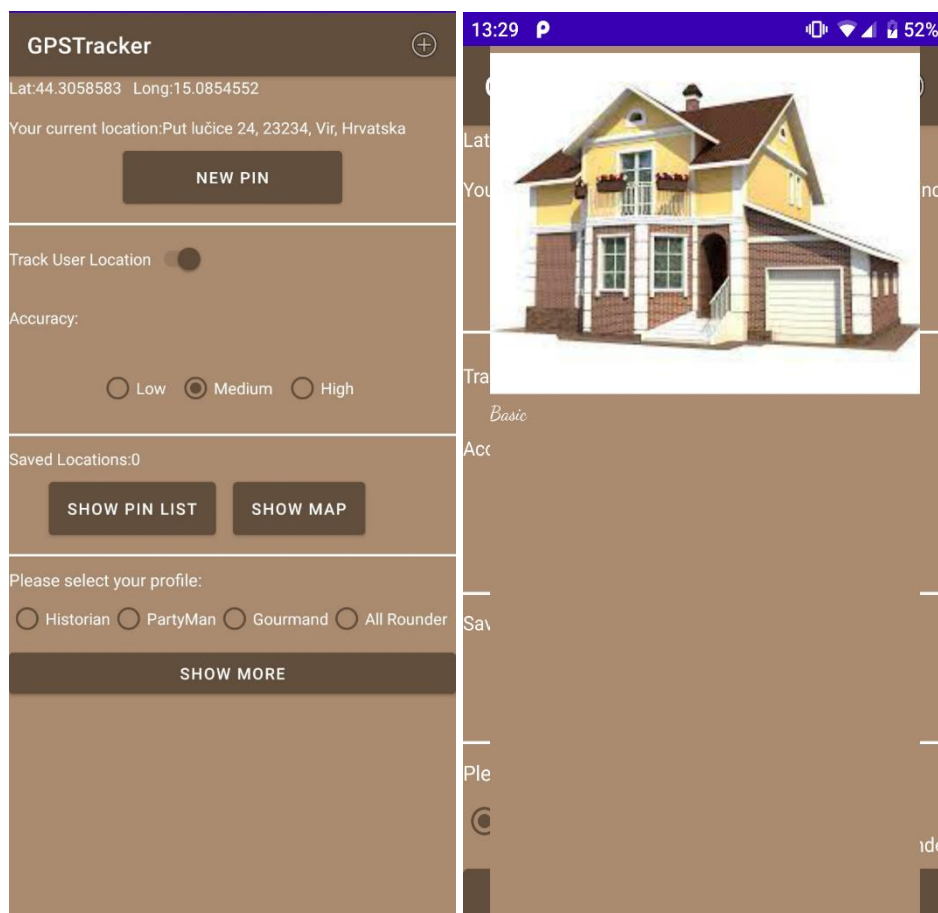 GPSTracker
Lat:44.3058583 Long:15.0854552
Your current location:Put lučice 24, 23234, Vir, Hrvatska
NEW PIN
Track User Location
Accuracy:
Low Medium High
Saved Locations:0
SHOW PIN LIST SHOW MAP
Please select your profile:
Historian PartyMan Gourmand All Rounder
SHOW MORE
13:29 52%
Lat
You
Tra
Basic
Acc
Sav
Ple